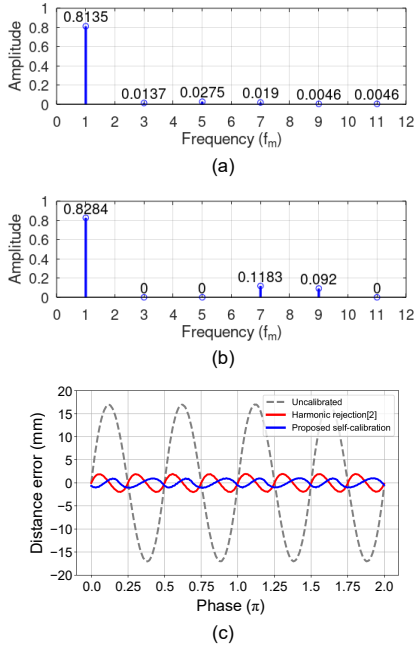 1
0.8135
0.8
0.6
0.4
0.2
0.0137
0.0275
0.019
0.0046
0.0046
0
Amplitude
0 1 2 3 4 5 6 7 8 9 10 11 12
Frequency (fm)
(a)
1
0.8284
0.8
0.6
0.4
0.2
0
0
0.1183
0.092
0
0
Amplitude
0 1 2 3 4 5 6 7 8 9 10 11 12
Frequency (fm)
(b)
20
15
10
5
0
−5
−10
−15
−20
Distance error (mm)
Uncalibrated
Harmonic rejection[2]
Proposed self-calibration
0.0 0.25 0.5 0.75 1.0 1.25 1.5 1.75 2.0
Phase (π)
(c)